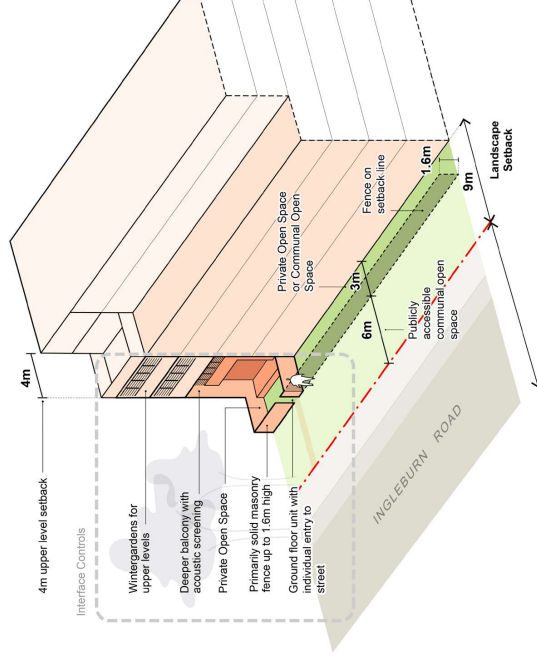 4m upper level setback
Interface Controls
Wintergardens for
upper levels
Deeper balcony with
acoustic screening
Private Open Space
Primarily solid masonry
fence up to 1.6m high
Ground floor unit with
individual entry to
street
4m
Private Open Space
or Communal Open
Space
Fence on
setback line
1.6m
3m
6m
9m
Publicly
accessible
communal open
space
Landscape
Setback
INGLEBURN ROAD